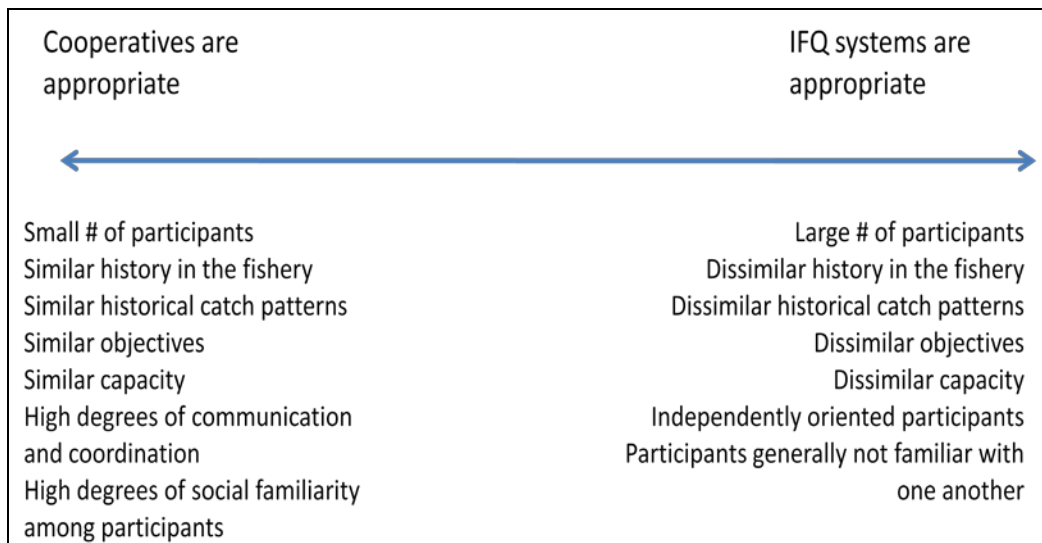 Cooperatives are
appropriate
IFQ systems are
appropriate
Small # of participants
Similar history in the fishery
Similar historical catch patterns
Similar objectives
Similar capacity
High degrees of communication
and coordination
High degrees of social familiarity
among participants
Large # of participants
Dissimilar history in the fishery
Dissimilar historical catch patterns
Dissimilar objectives
Dissimilar capacity
Independently oriented participants
Participants generally not familiar with
one another